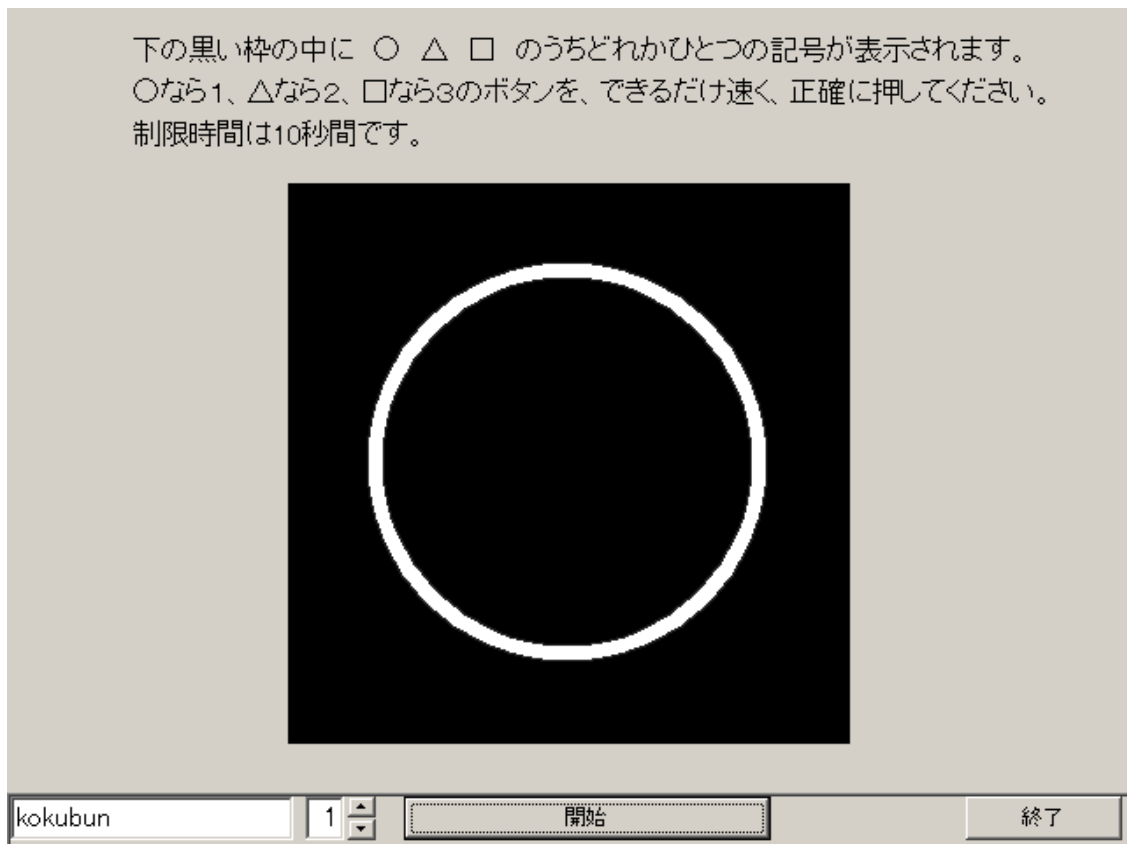 下の黒い枠の中に ○ △ □ のうちどれかひとつの記号が表示されます。
○なら1、△なら2、□なら3のボタンを、できるだけ速く、正確に押してください。
制限時間は10秒間です。
kokubun 1 開始 終了